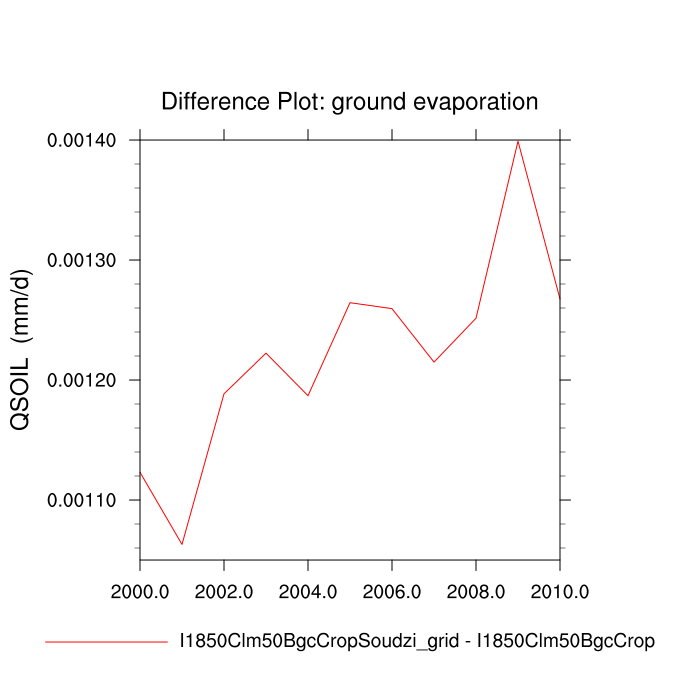 Difference Plot: ground evaporation
0.00140
0.00130
0.00120
0.00110
QSOIL (mm/d)
2000.0 2002.0 2004.0 2006.0 2008.0 2010.0
I1850Clm50BgcCropSoudzi_grid - I1850Clm50BgcCrop